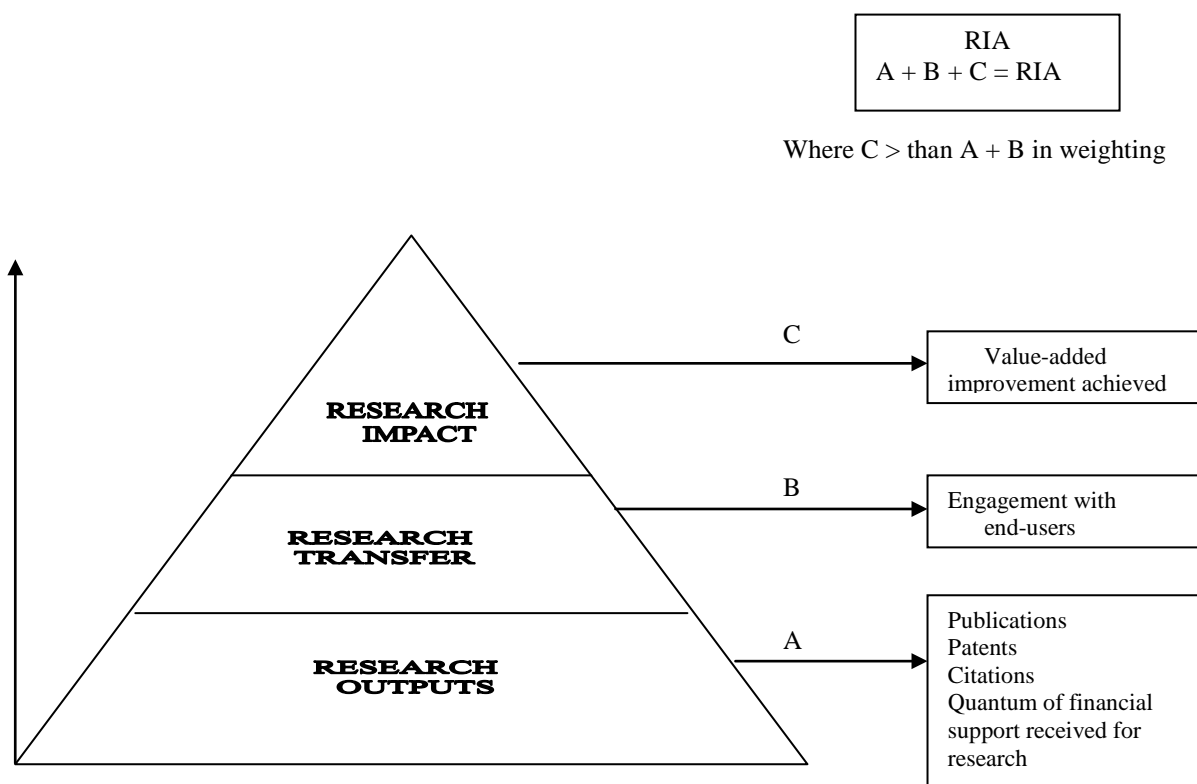 RIA
A + B + C = RIA
Where C > than A + B in weighting
C
Value-added
improvement achieved
RESEARCH
IMPACT
B
Engagement with
end-users
RESEARCH
TRANSFER
A
Publications
Patents
Citations
Quantum of financial
support received for
research
RESEARCH
OUTPUTS